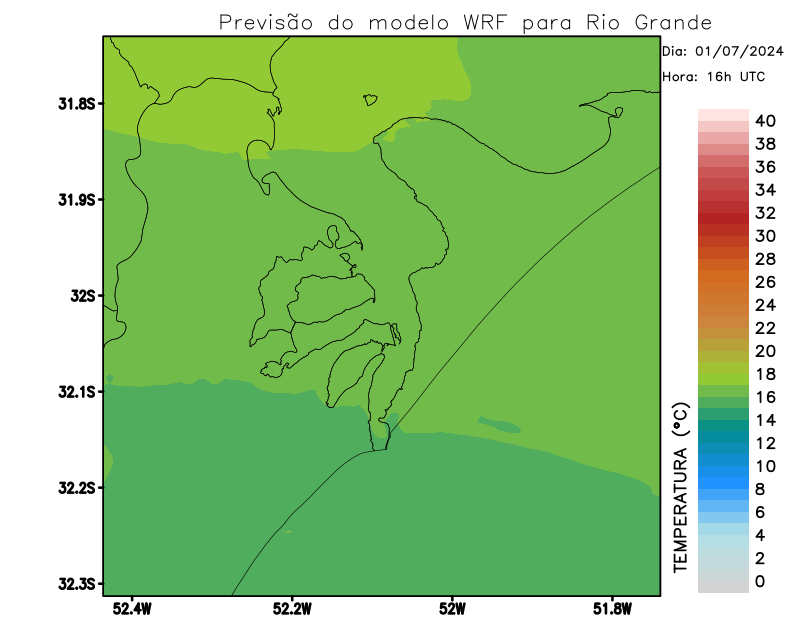 Previsão do modelo WRF para Rio Grande
Dia: 01/07/2024
Hora: 16h UTC
31.8S
31.9S
32S
32.1S
32.2S
32.3S
52.4W
52.2W
52W
51.8W
TEMPERATURA (°C)
40
38
36
34
32
30
28
26
24
22
20
18
16
14
12
10
8
6
4
2
0